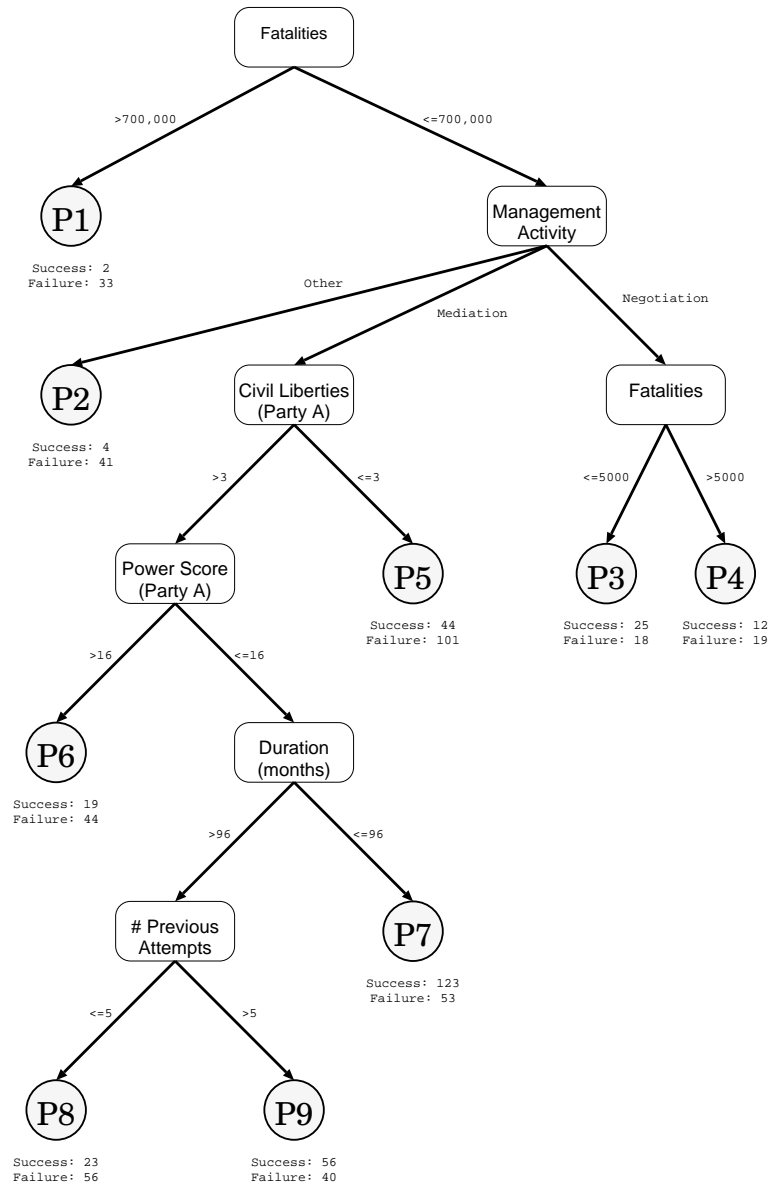 Fatalities
>700,000
<=700,000
P1
Success: 2
Failure: 33
Management
Activity
Other
Mediation
Negotiation
P2
Success: 4
Failure: 41
Civil Liberties
(Party A)
Fatalities
>3
<=3
<=5000
>5000
Power Score
(Party A)
P5
Success: 44
Failure: 101
P3
Success: 25
Failure: 18
P4
Success: 12
Failure: 19
>16
<=16
P6
Success: 19
Failure: 44
Duration
(months)
>96
<=96
# Previous
Attempts
P7
Success: 123
Failure: 53
<=5
>5
P8
Success: 23
Failure: 56
P9
Success: 56
Failure: 40